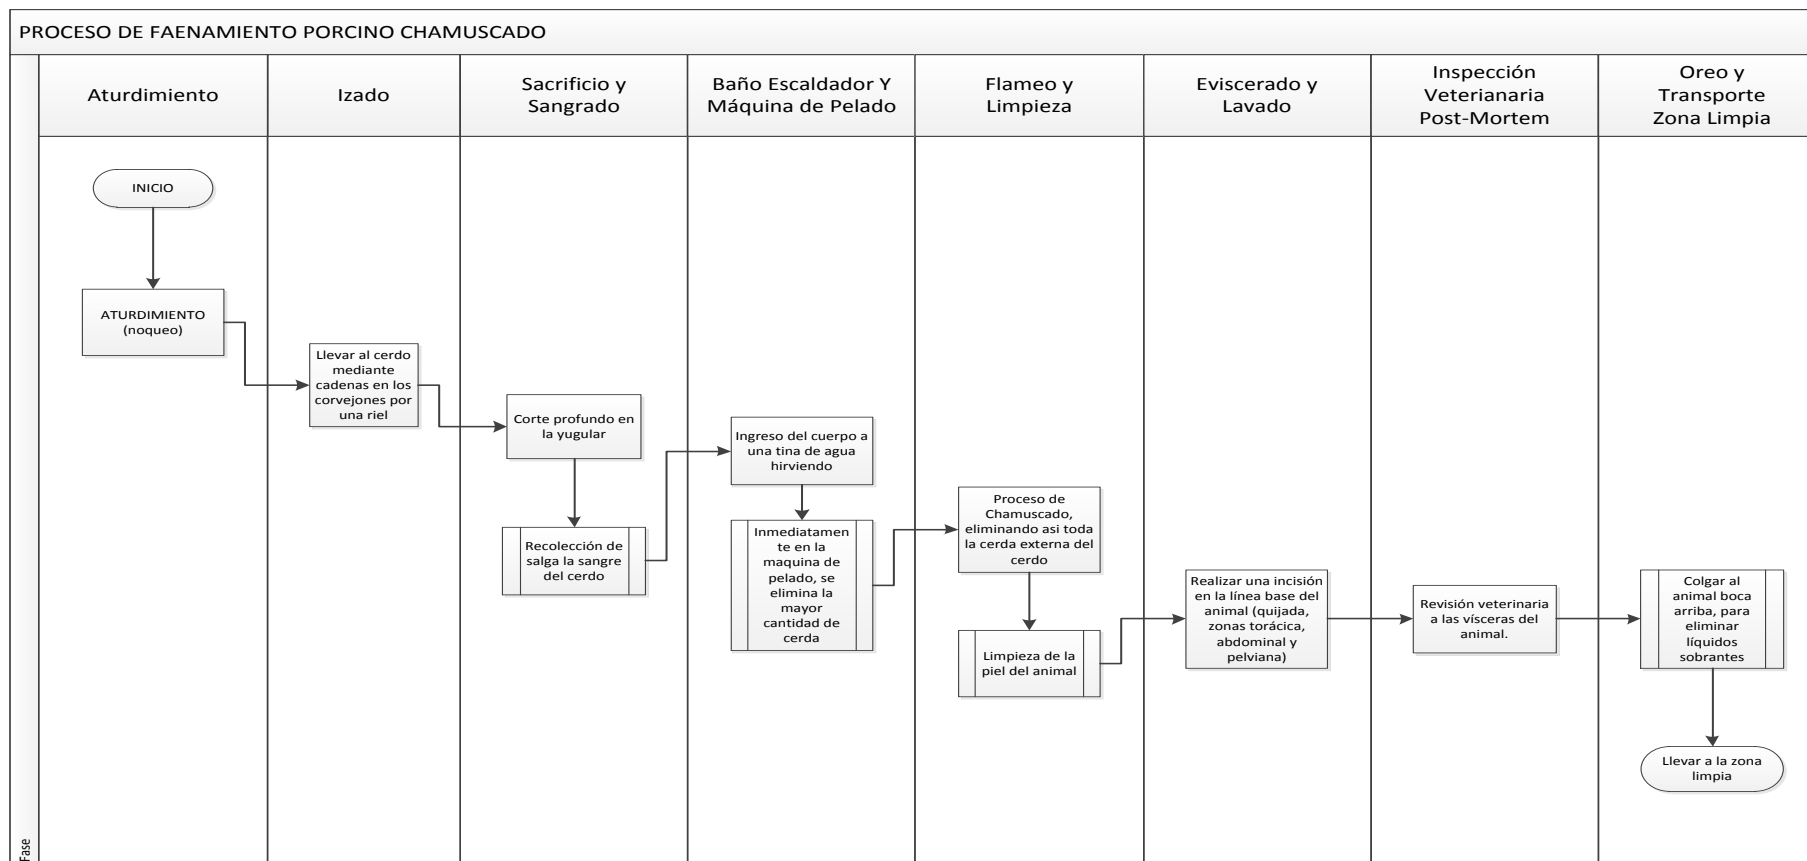 PROCESO DE FAENAMIENTO PORCINO CHAMUSCADO
Aturdimiento
Izado
Sacrificio y
Sangrado
Baño Escaldador Y
Máquina de Pelado
Flameo y
Limpieza
Eviscerado y
Lavado
Inspección
Veterianaria
Post-Mortem
Oreo y
Transporte
Zona Limpia
INICIO
ATURDIMIENTO
(noqueo)
Llevar al cerdo
mediante
cadenas en los
corvejones por
una riel
Corte profundo en
la yugular
Recolección de
salga la sangre
del cerdo
Ingreso del cuerpo a
una tina de agua
hirviendo
Inmediatamen
te en la
maquina de
pelado, se
elimina la
mayor
cantidad de
cerda
Proceso de
Chamuscado,
eliminando asi toda
la cerda externa del
cerdo
Limpieza de la
piel del animal
Realizar una incisión
en la línea base del
animal (quijada,
zonas torácica,
abdominal y
pelviana)
Revisión veterinaria
a las vísceras del
animal.
Colgar al
animal boca
arriba, para
eliminar
líquidos
sobrantes
Llevar a la zona
limpia
Fase